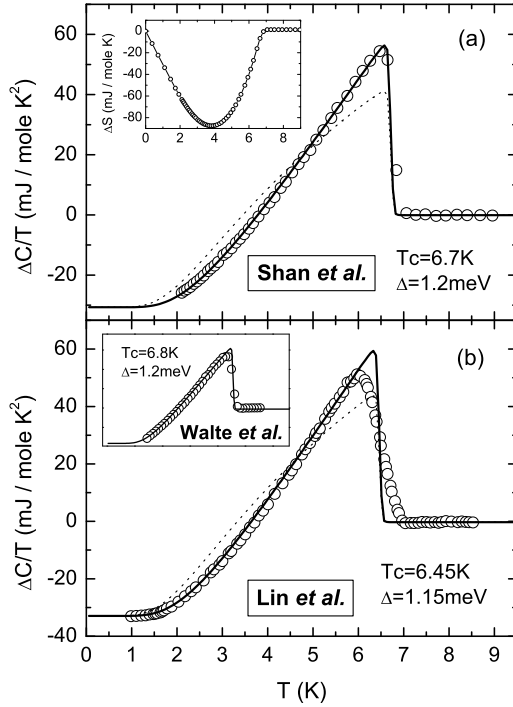 60
40
20
0
-20
ΔC/T (mJ / mole K²)
0
-20
-40
-60
-80
ΔS (mJ / mole K)
0 2 4 6 8
(a)
Shan et al.
Tc=6.7K
Δ=1.2meV
60
40
20
0
-20
-40
ΔC/T (mJ / mole K²)
Tc=6.8K
Δ=1.2meV
Walte et al.
(b)
Lin et al.
Tc=6.45K
Δ=1.15meV
0 1 2 3 4 5 6 7 8 9
T (K)